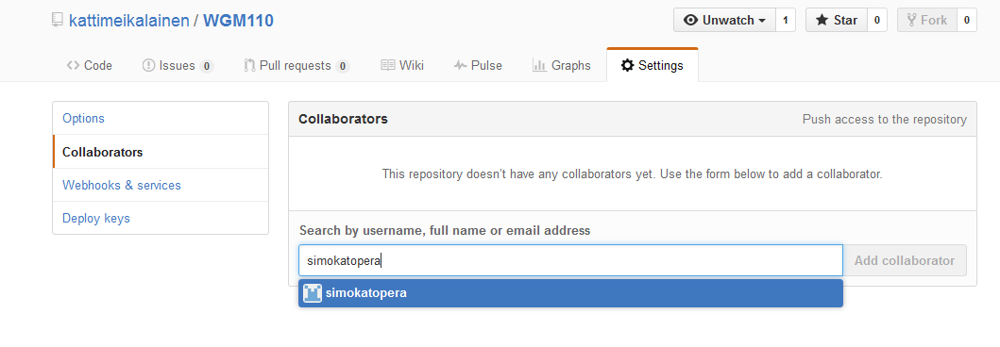 kattimeikalainen / WGM110
Unwatch 1 Star 0 Fork 0
Code Issues 0 Pull requests 0 Wiki Pulse Graphs Settings
Options
Collaborators
Webhooks & services
Deploy keys
Collaborators Push access to the repository
This repository doesn't have any collaborators yet. Use the form below to add a collaborator.
Search by username, full name or email address
simokatopera Add collaborator
simokatopera